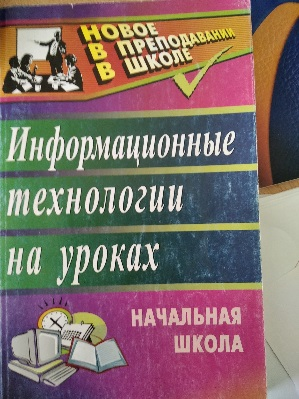 НОВОЕ
В ПРЕПОДАВАНИИ
В ШКОЛЕ
Информационные
технологии
на уроках
НАЧАЛЬНАЯ
ШКОЛА